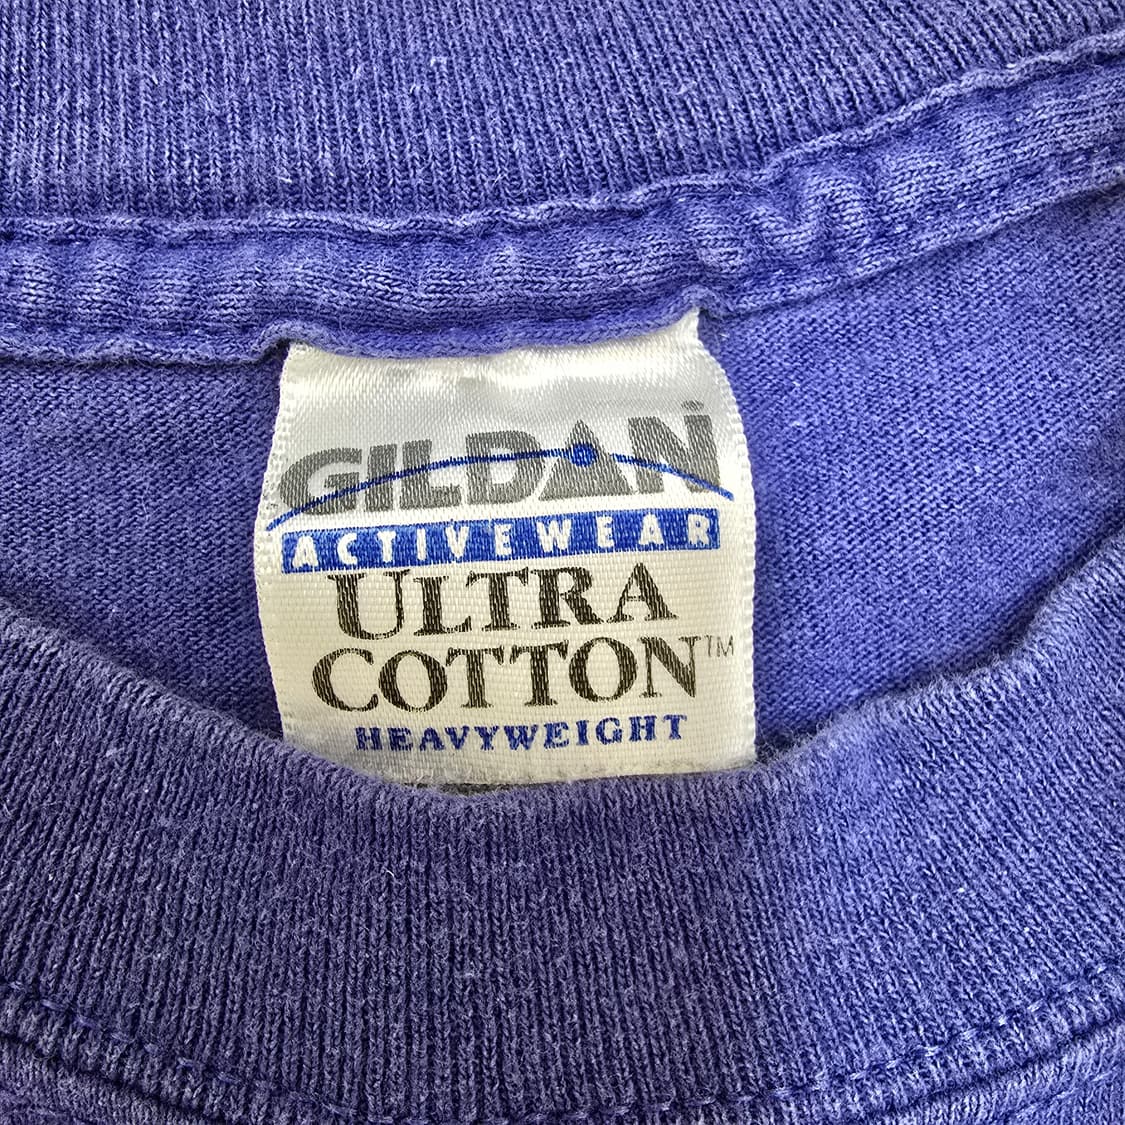 GILDAN
ACTIVEWEAR
ULTRA
COTTON™
HEAVYWEIGHT